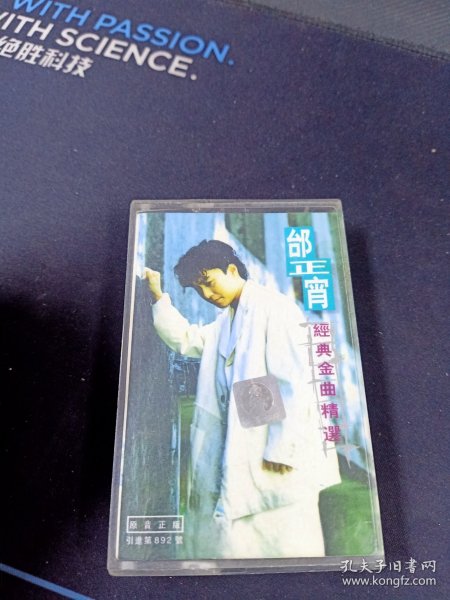 WITH PASSION.
WITH SCIENCE.
绝胜科技
邰正宵
經典金曲精選
原音正版
引進第892號
孔夫子旧书网
www.kongfz.com